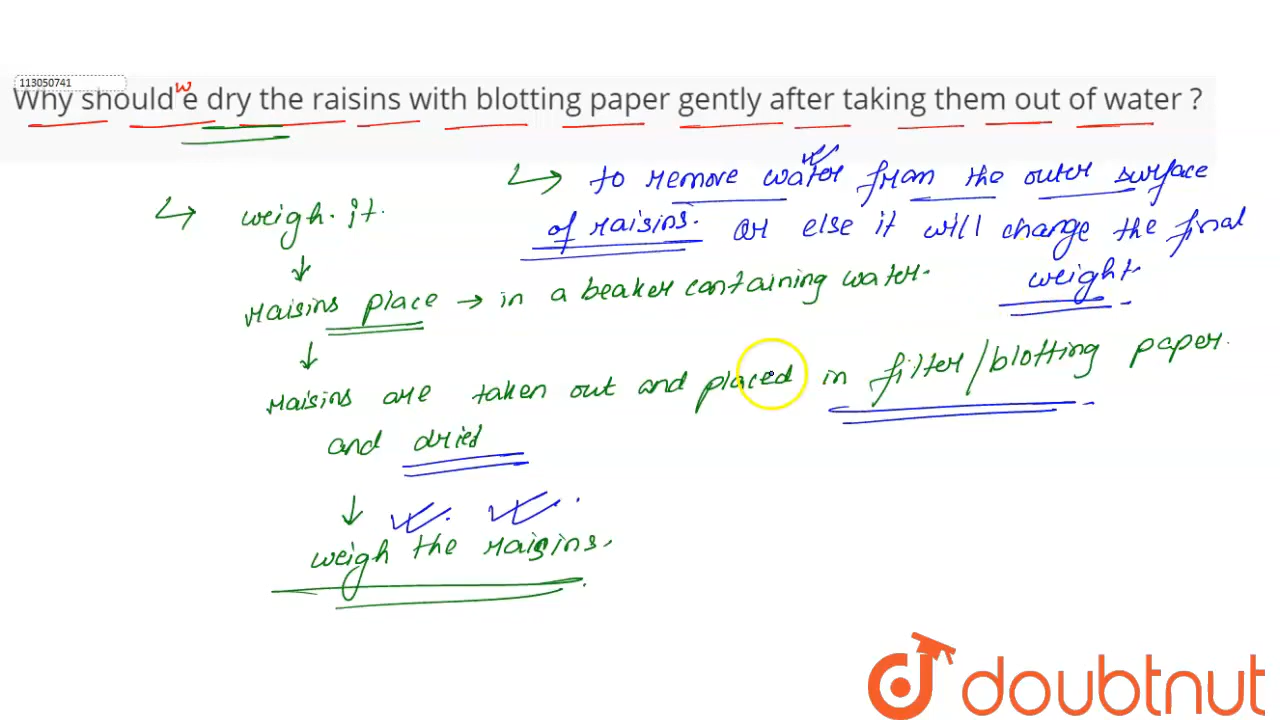 113050741
Why should we dry the raisins with blotting paper gently after taking them out of water ?
↳ to remove water from the outer surface
of raisins. or else it will change the final
weight.
↳ weigh. it.
↓
raisins place → in a beaker containing water.
↓
raisins are taken out and placed in filter/blotting paper.
and dried
↓
weigh the raisins.
doubtnut